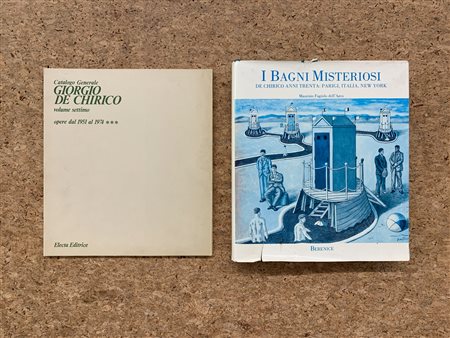 Catalogo Generale
GIORGIO
DE CHIRICO
volume settimo
opere dal 1951 al 1974 ***
Electa Editrice
I BAGNI MISTERIOSI
DE CHIRICO ANNI TRENTA: PARIGI, ITALIA, NEW YORK
Maurizio Fagiolo dell'Arco
BERENICE